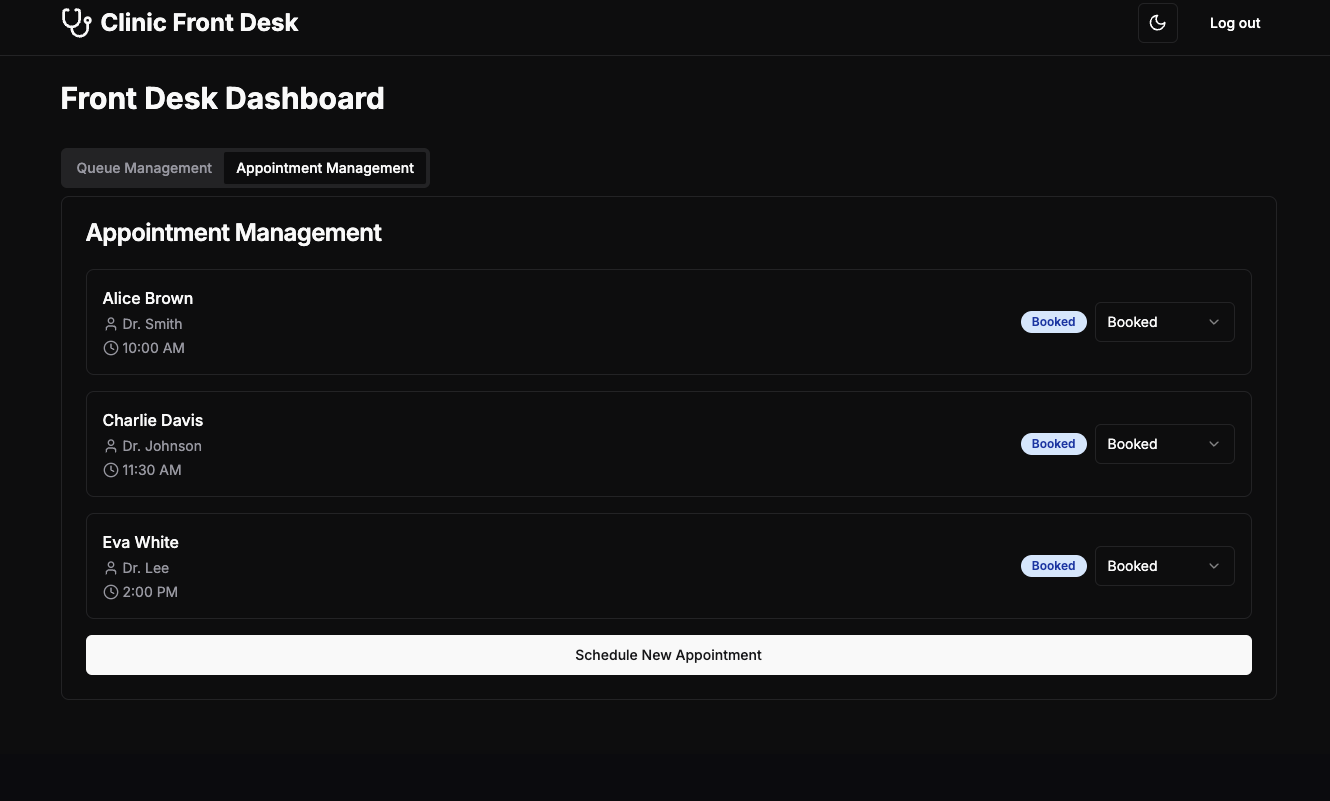 Clinic Front Desk
Log out
Front Desk Dashboard
Queue Management
Appointment Management
Appointment Management
Alice Brown
Dr. Smith
10:00 AM
Booked
Booked
Charlie Davis
Dr. Johnson
11:30 AM
Booked
Booked
Eva White
Dr. Lee
2:00 PM
Booked
Booked
Schedule New Appointment